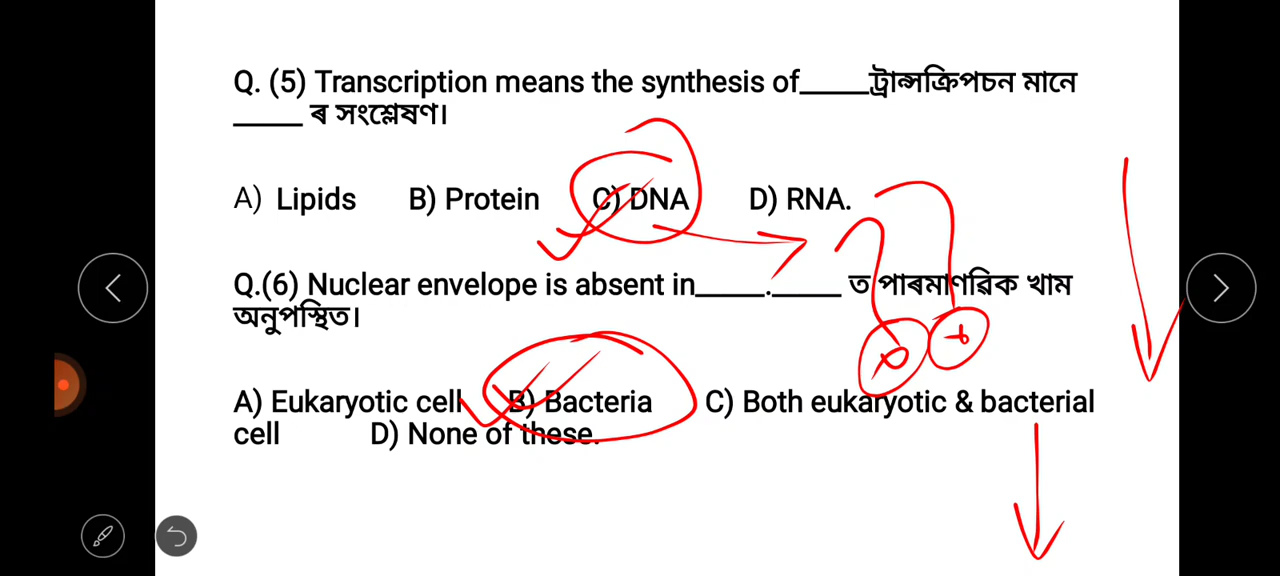 Q. (5) Transcription means the synthesis of_____ট্ৰান্সক্ৰিপচন মানে
_____ ৰ সংশ্লেষণ।
A) Lipids B) Protein C) DNA D) RNA.
Q.(6) Nuclear envelope is absent in_____._____ ত পাৰমাণৱিক খাম
অনুপস্থিত।
A) Eukaryotic cell B) Bacteria C) Both eukaryotic & bacterial
cell D) None of these.